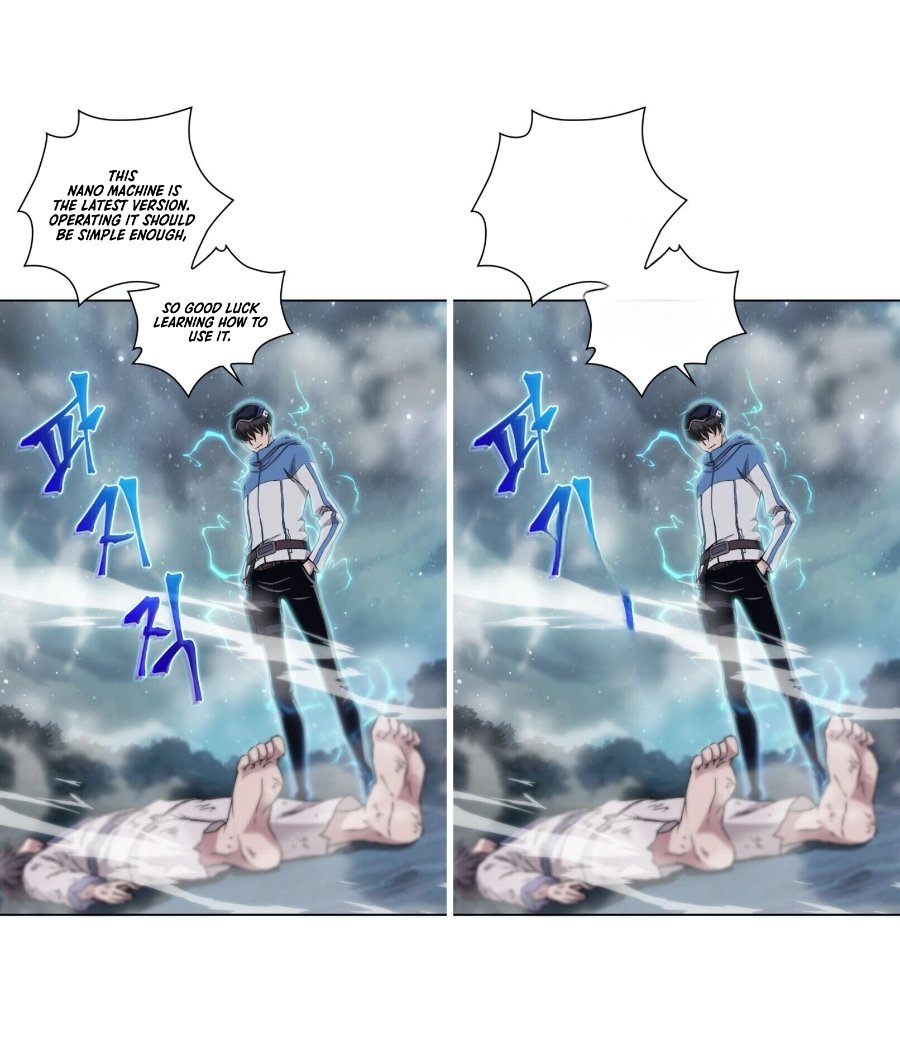 THIS
NANO MACHINE IS
THE LATEST VERSION.
OPERATING IT SHOULD
BE SIMPLE ENOUGH,
SO GOOD LUCK
LEARNING HOW TO
USE IT.
파
지
직
파
지